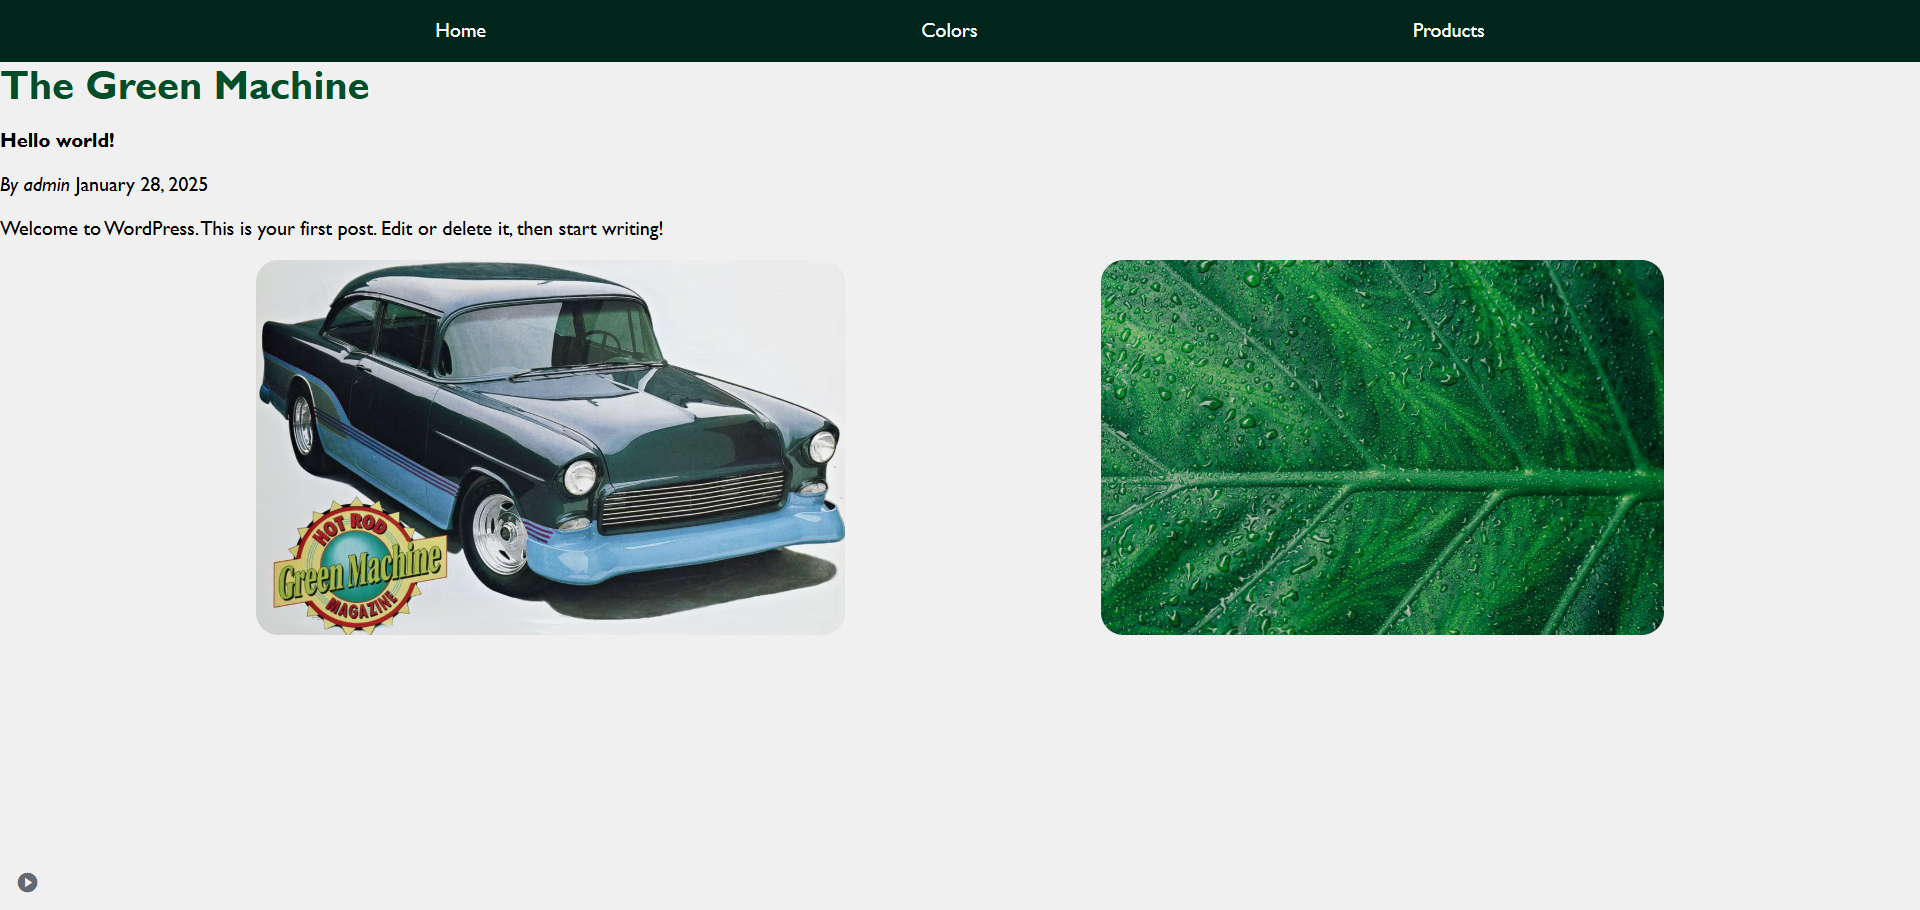 Home Colors Products
The Green Machine
Hello world!
By admin January 28, 2025
Welcome to WordPress. This is your first post. Edit or delete it, then start writing!
HOT ROD
Green Machine
MAGAZINE